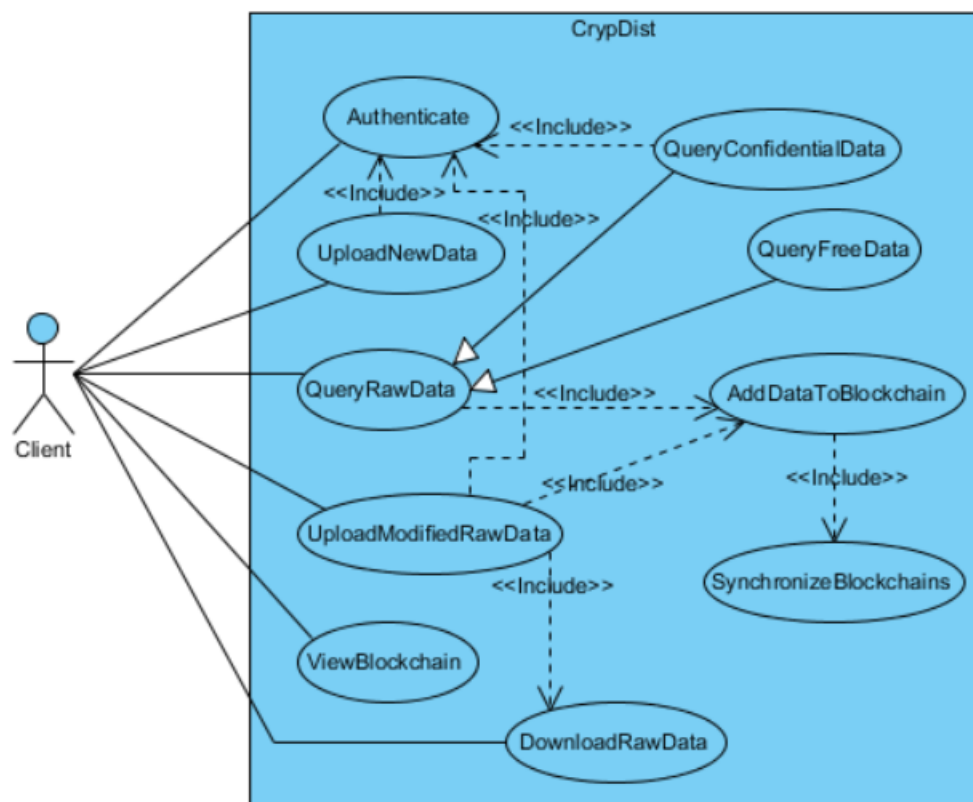 CrypDist
Authenticate
<<Include>>
QueryConfidentialData
<<Include>>
<<Include>>
UploadNewData
QueryFreeData
QueryRawData
<<Include>>
AddDataToBlockchain
Client
<<Include>>
<<Include>>
UploadModifiedRawData
<<Include>>
SynchronizeBlockchains
ViewBlockchain
DownloadRawData